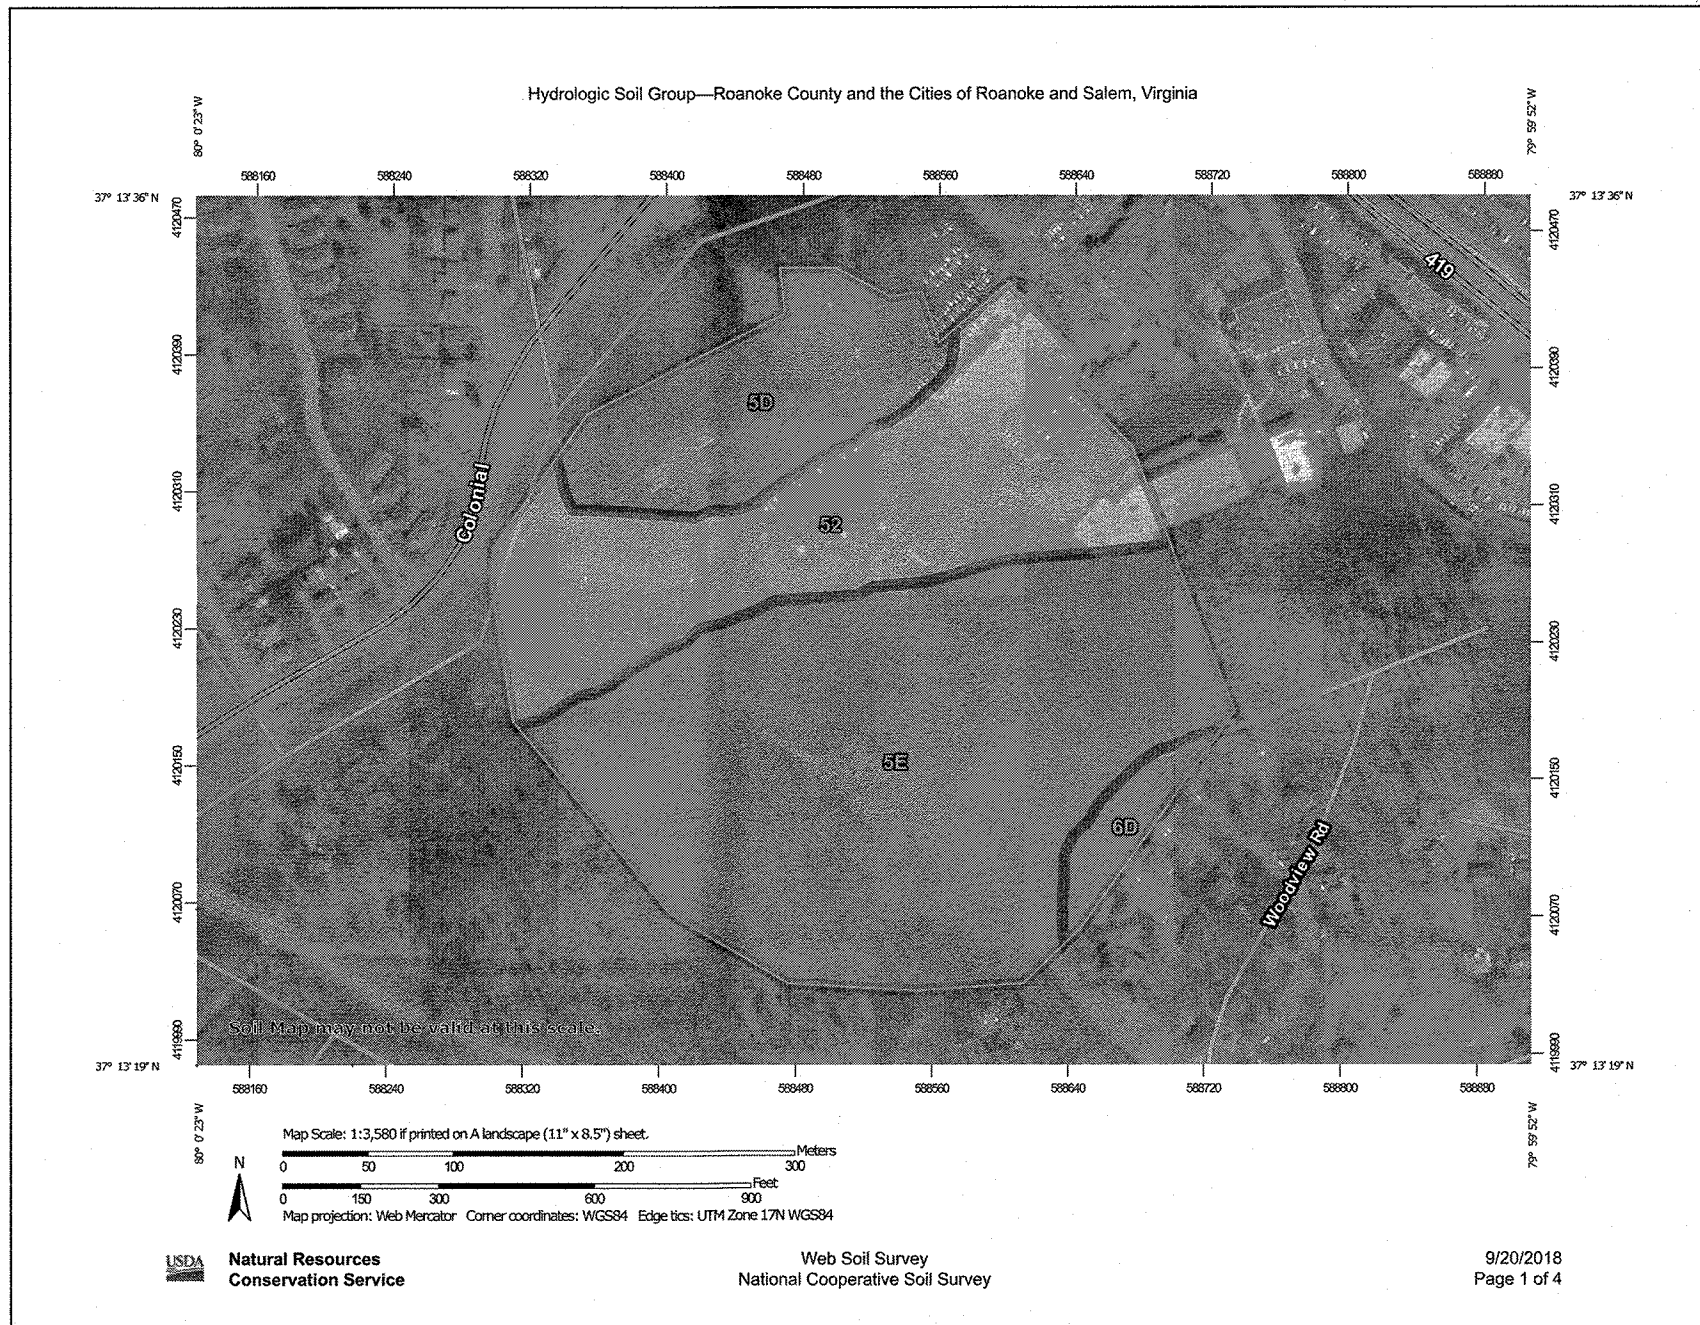 Hydrologic Soil Group—Roanoke County and the Cities of Roanoke and Salem, Virginia
80° 0' 23" W
79° 59' 52" W
588160 588240 588320 588400 588480 588560 588640 588720 588800 588880
37° 13' 36" N
37° 13' 36" N
4120470
4120470
419
4120390
4120390
5D
4120310
4120310
Colonial
52
4120230
4120230
4120150
4120150
5E
6D
Woodview Rd
4120070
4120070
Soil Map may not be valid at this scale.
4119990
4119990
37° 13' 19" N
37° 13' 19" N
588160 588240 588320 588400 588480 588560 588640 588720 588800 588880
80° 0' 23" W
79° 59' 52" W
Map Scale: 1:3,580 if printed on A landscape (11" x 8.5") sheet.
Meters
0 50 100 200 300
Feet
0 150 300 600 900
N
Map projection: Web Mercator Corner coordinates: WGS84 Edge tics: UTM Zone 17N WGS84
USDA
Natural Resources
Conservation Service
Web Soil Survey
National Cooperative Soil Survey
9/20/2018
Page 1 of 4